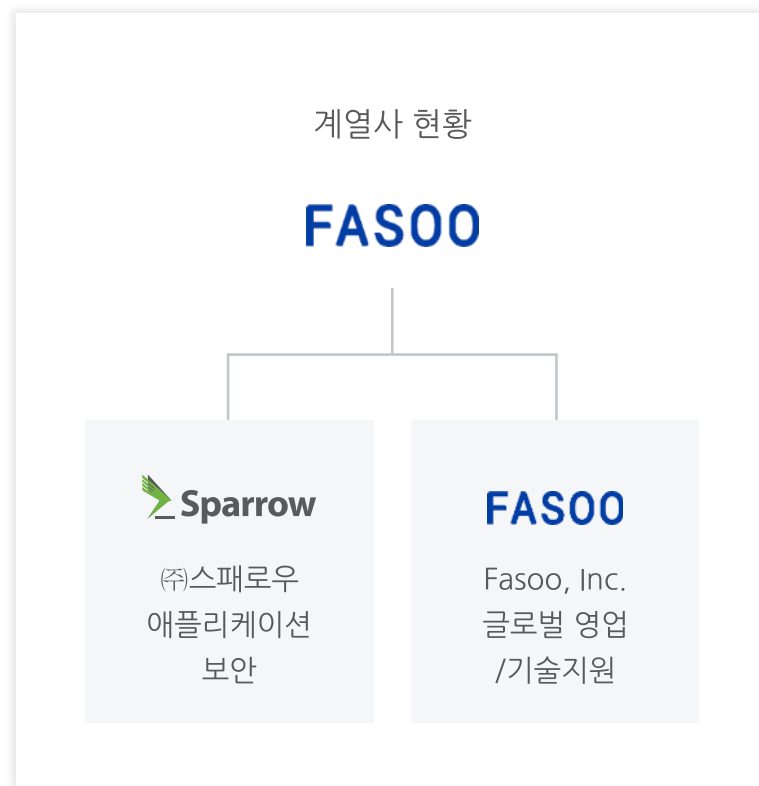 계열사 현황
FASOO
Sparrow
㈜스패로우
애플리케이션
보안
FASOO
Fasoo, Inc.
글로벌 영업
/기술지원